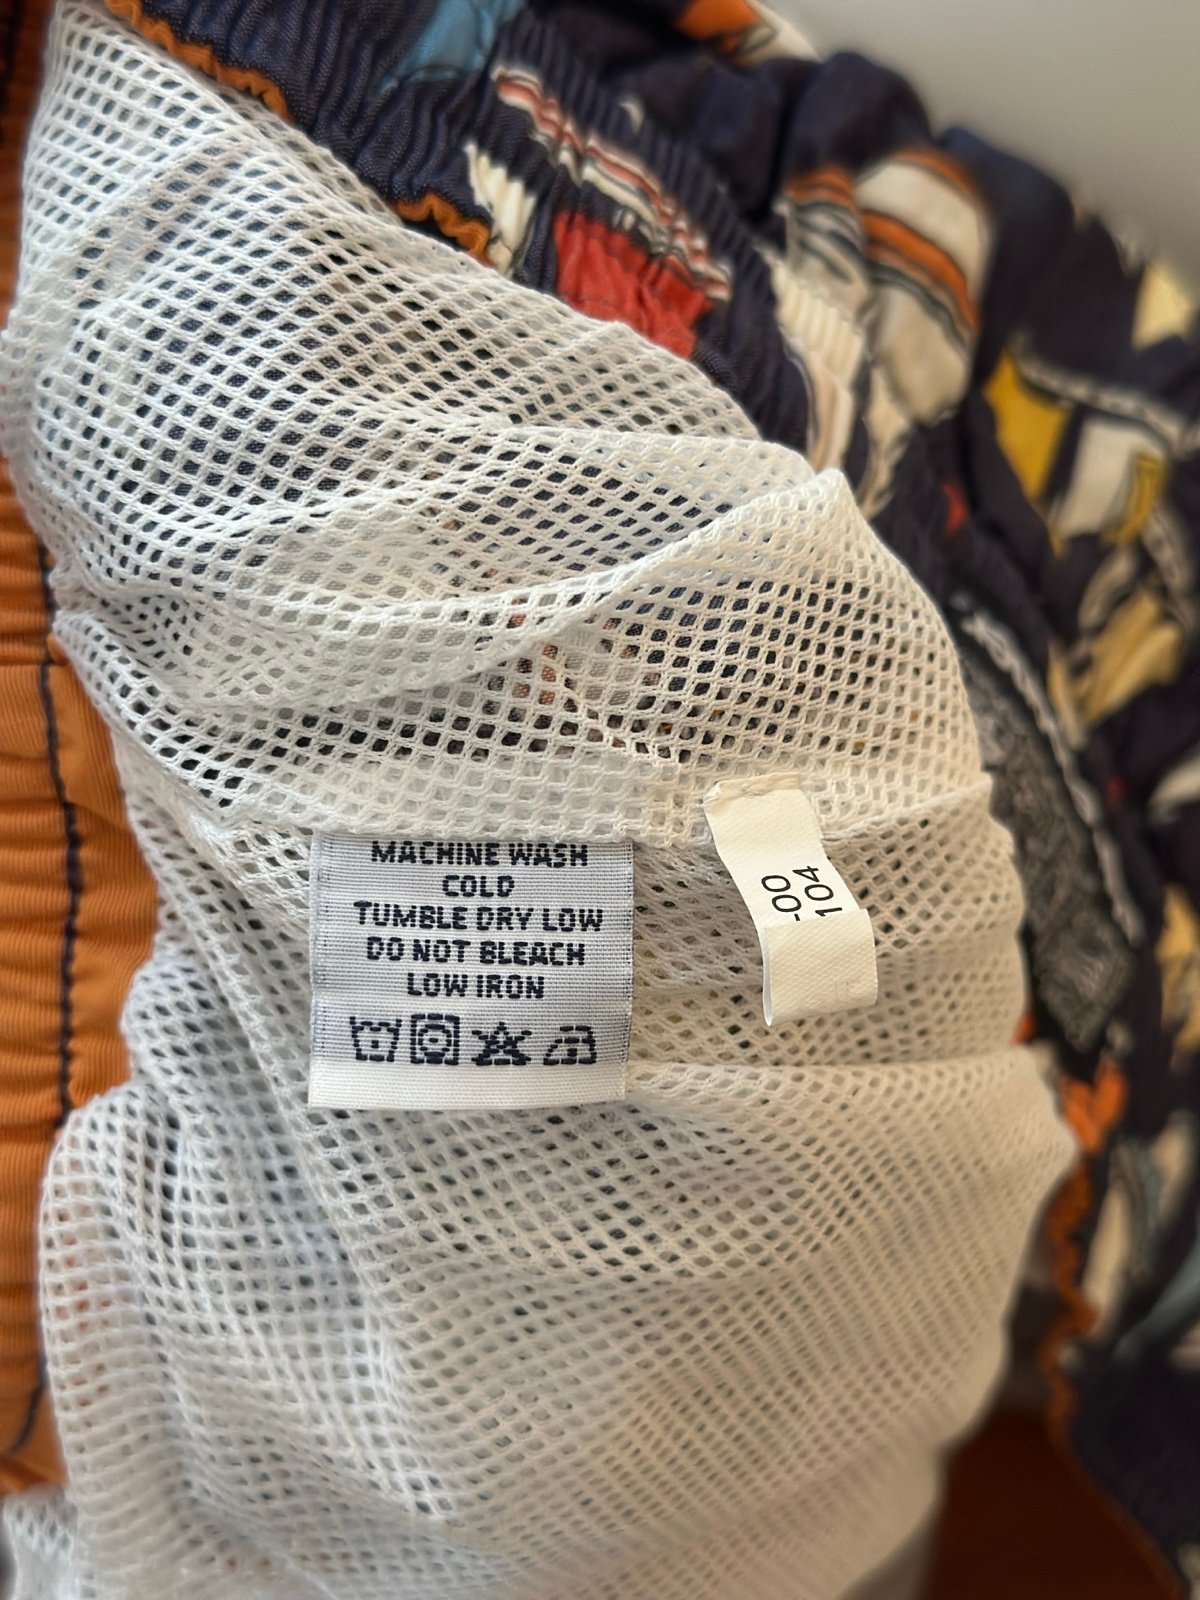 MACHINE WASH
COLD
TUMBLE DRY LOW
DO NOT BLEACH
LOW IRON
-00
104